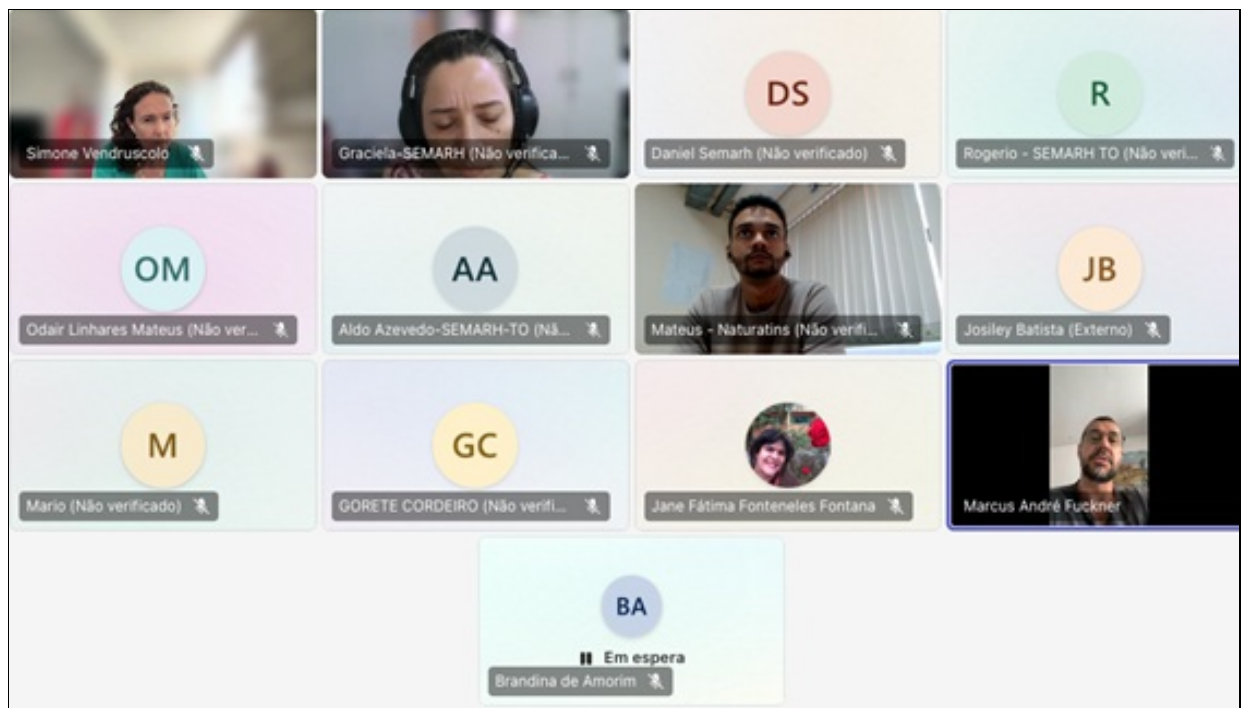 Simone Vendruscolo
Graciela-SEMARH (Não verifica...
DS
Daniel Semarh (Não verificado)
R
Rogerio - SEMARH TO (Não veri...
OM
Odair Linhares Mateus (Não ver...
AA
Aldo Azevedo-SEMARH-TO (Nã...
Mateus - Naturatins (Não verifi...
JB
Josiley Batista (Externo)
M
Mario (Não verificado)
GC
GORETE CORDEIRO (Não verifi...
Jane Fátima Fonteneles Fontana
Marcus André Fuckner
BA
Em espera
Brandina de Amorim